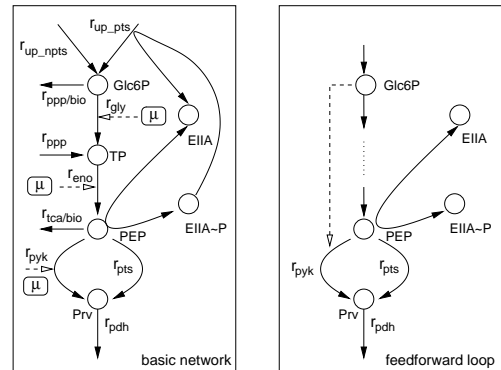 r_up_npts
r_up_pts
Glc6P
r_ppp/bio
r_gly
μ
EIIA
r_ppp
TP
r_eno
μ
r_tca/bio
PEP
EIIA~P
r_pyk
μ
r_pts
Prv
r_pdh
basic network
Glc6P
EIIA
PEP
EIIA~P
r_pyk
r_pts
Prv
r_pdh
feedforward loop